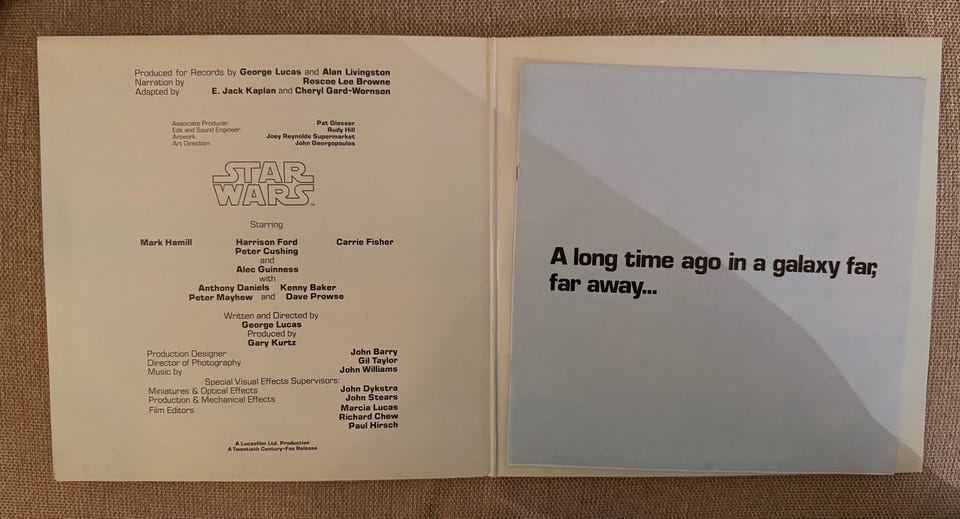 Produced for Records by George Lucas and Alan Livingston
Narration by Roscoe Lee Browne
Adapted by E. Jack Kaplan and Cheryl Gard-Wornson
Associate Producer: Pat Glasser
Edit and Sound Engineer: Rudy Hill
Artwork: Joey Reynolds Supermarket
Art Direction: John Georgopoulos
STAR
WARS™
Starring
Mark Hamill Harrison Ford Carrie Fisher
Peter Cushing
and
Alec Guinness
with
Anthony Daniels Kenny Baker
Peter Mayhew and Dave Prowse
Written and Directed by
George Lucas
Produced by
Gary Kurtz
Production Designer John Barry
Director of Photography Gil Taylor
Music by John Williams
Special Visual Effects Supervisors:
Miniatures & Optical Effects John Dykstra
Production & Mechanical Effects John Stears
Film Editors Marcia Lucas
Richard Chew
Paul Hirsch
A Lucasfilm Ltd. Production
A Twentieth Century-Fox Release
A long time ago in a galaxy far,
far away...